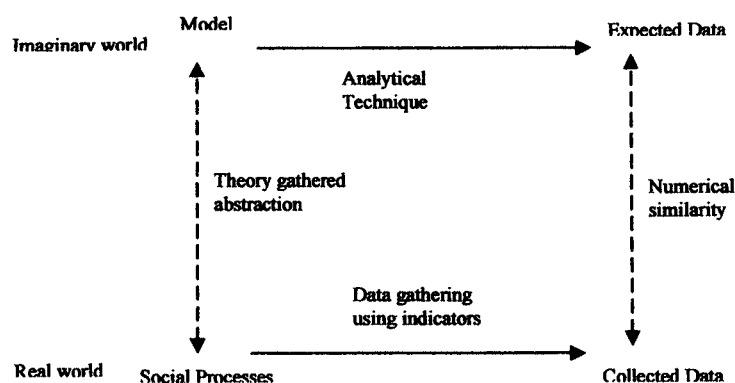 Model
Imaginary world
Expected Data
Analytical
Technique
Theory gathered
abstraction
Numerical
similarity
Data gathering
using indicators
Real world
Social Processes
Collected Data